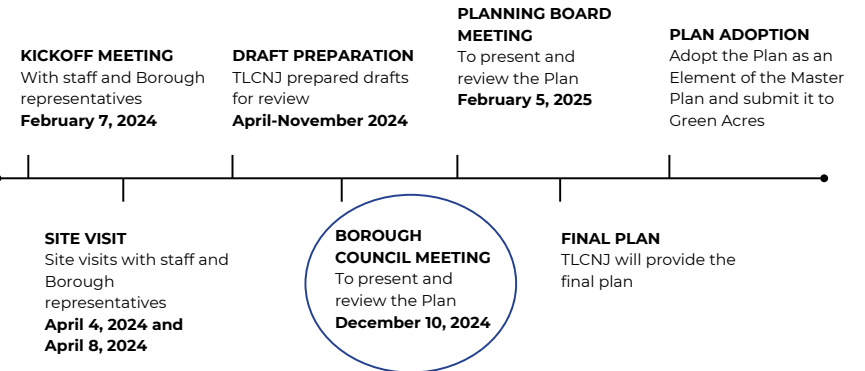 KICKOFF MEETING
With staff and Borough
representatives
February 7, 2024
SITE VISIT
Site visits with staff and
Borough
representatives
April 4, 2024 and
April 8, 2024
DRAFT PREPARATION
TLCNJ prepared drafts
for review
April-November 2024
BOROUGH
COUNCIL MEETING
To present and
review the Plan
December 10, 2024
PLANNING BOARD
MEETING
To present and
review the Plan
February 5, 2025
FINAL PLAN
TLCNJ will provide the
final plan
PLAN ADOPTION
Adopt the Plan as an
Element of the Master
Plan and submit it to
Green Acres